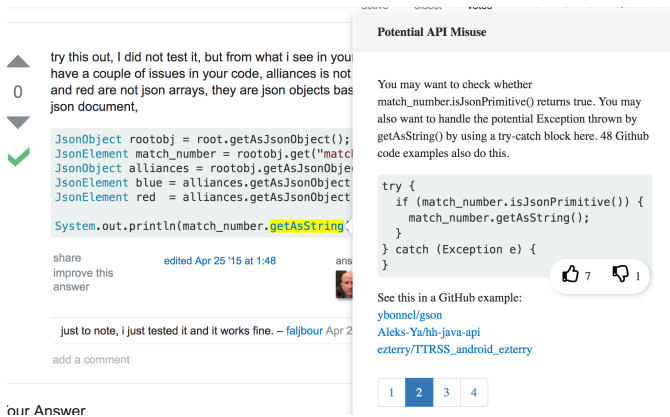 votes
0
try this out, I did not test it, but from what i see in your
have a couple of issues in your code, alliances is not
and red are not json arrays, they are json objects bas
json document,
JsonObject rootobj = root.getAsJsonObject();
JsonElement match_number = rootobj.get("matc
JsonObject alliances = rootobj.getAsJsonObje
JsonElement blue = alliances.getAsJsonObject
JsonElement red = alliances.getAsJsonObject
System.out.println(match_number.getAsString
share
improve this
answer
edited Apr 25 '15 at 1:48
ans
just to note, i just tested it and it works fine. – faljbour Apr 2
add a comment
Your Answer
Potential API Misuse
You may want to check whether
match_number.isJsonPrimitive() returns true. You may
also want to handle the potential Exception thrown by
getAsString() by using a try-catch block here. 48 Github
code examples also do this.
try {
if (match_number.isJsonPrimitive()) {
match_number.getAsString();
}
} catch (Exception e) {
}
7 1
See this in a GitHub example:
ybonnel/gson
Aleks-Ya/hh-java-api
ezterry/TTRSS_android_ezterry
1 2 3 4